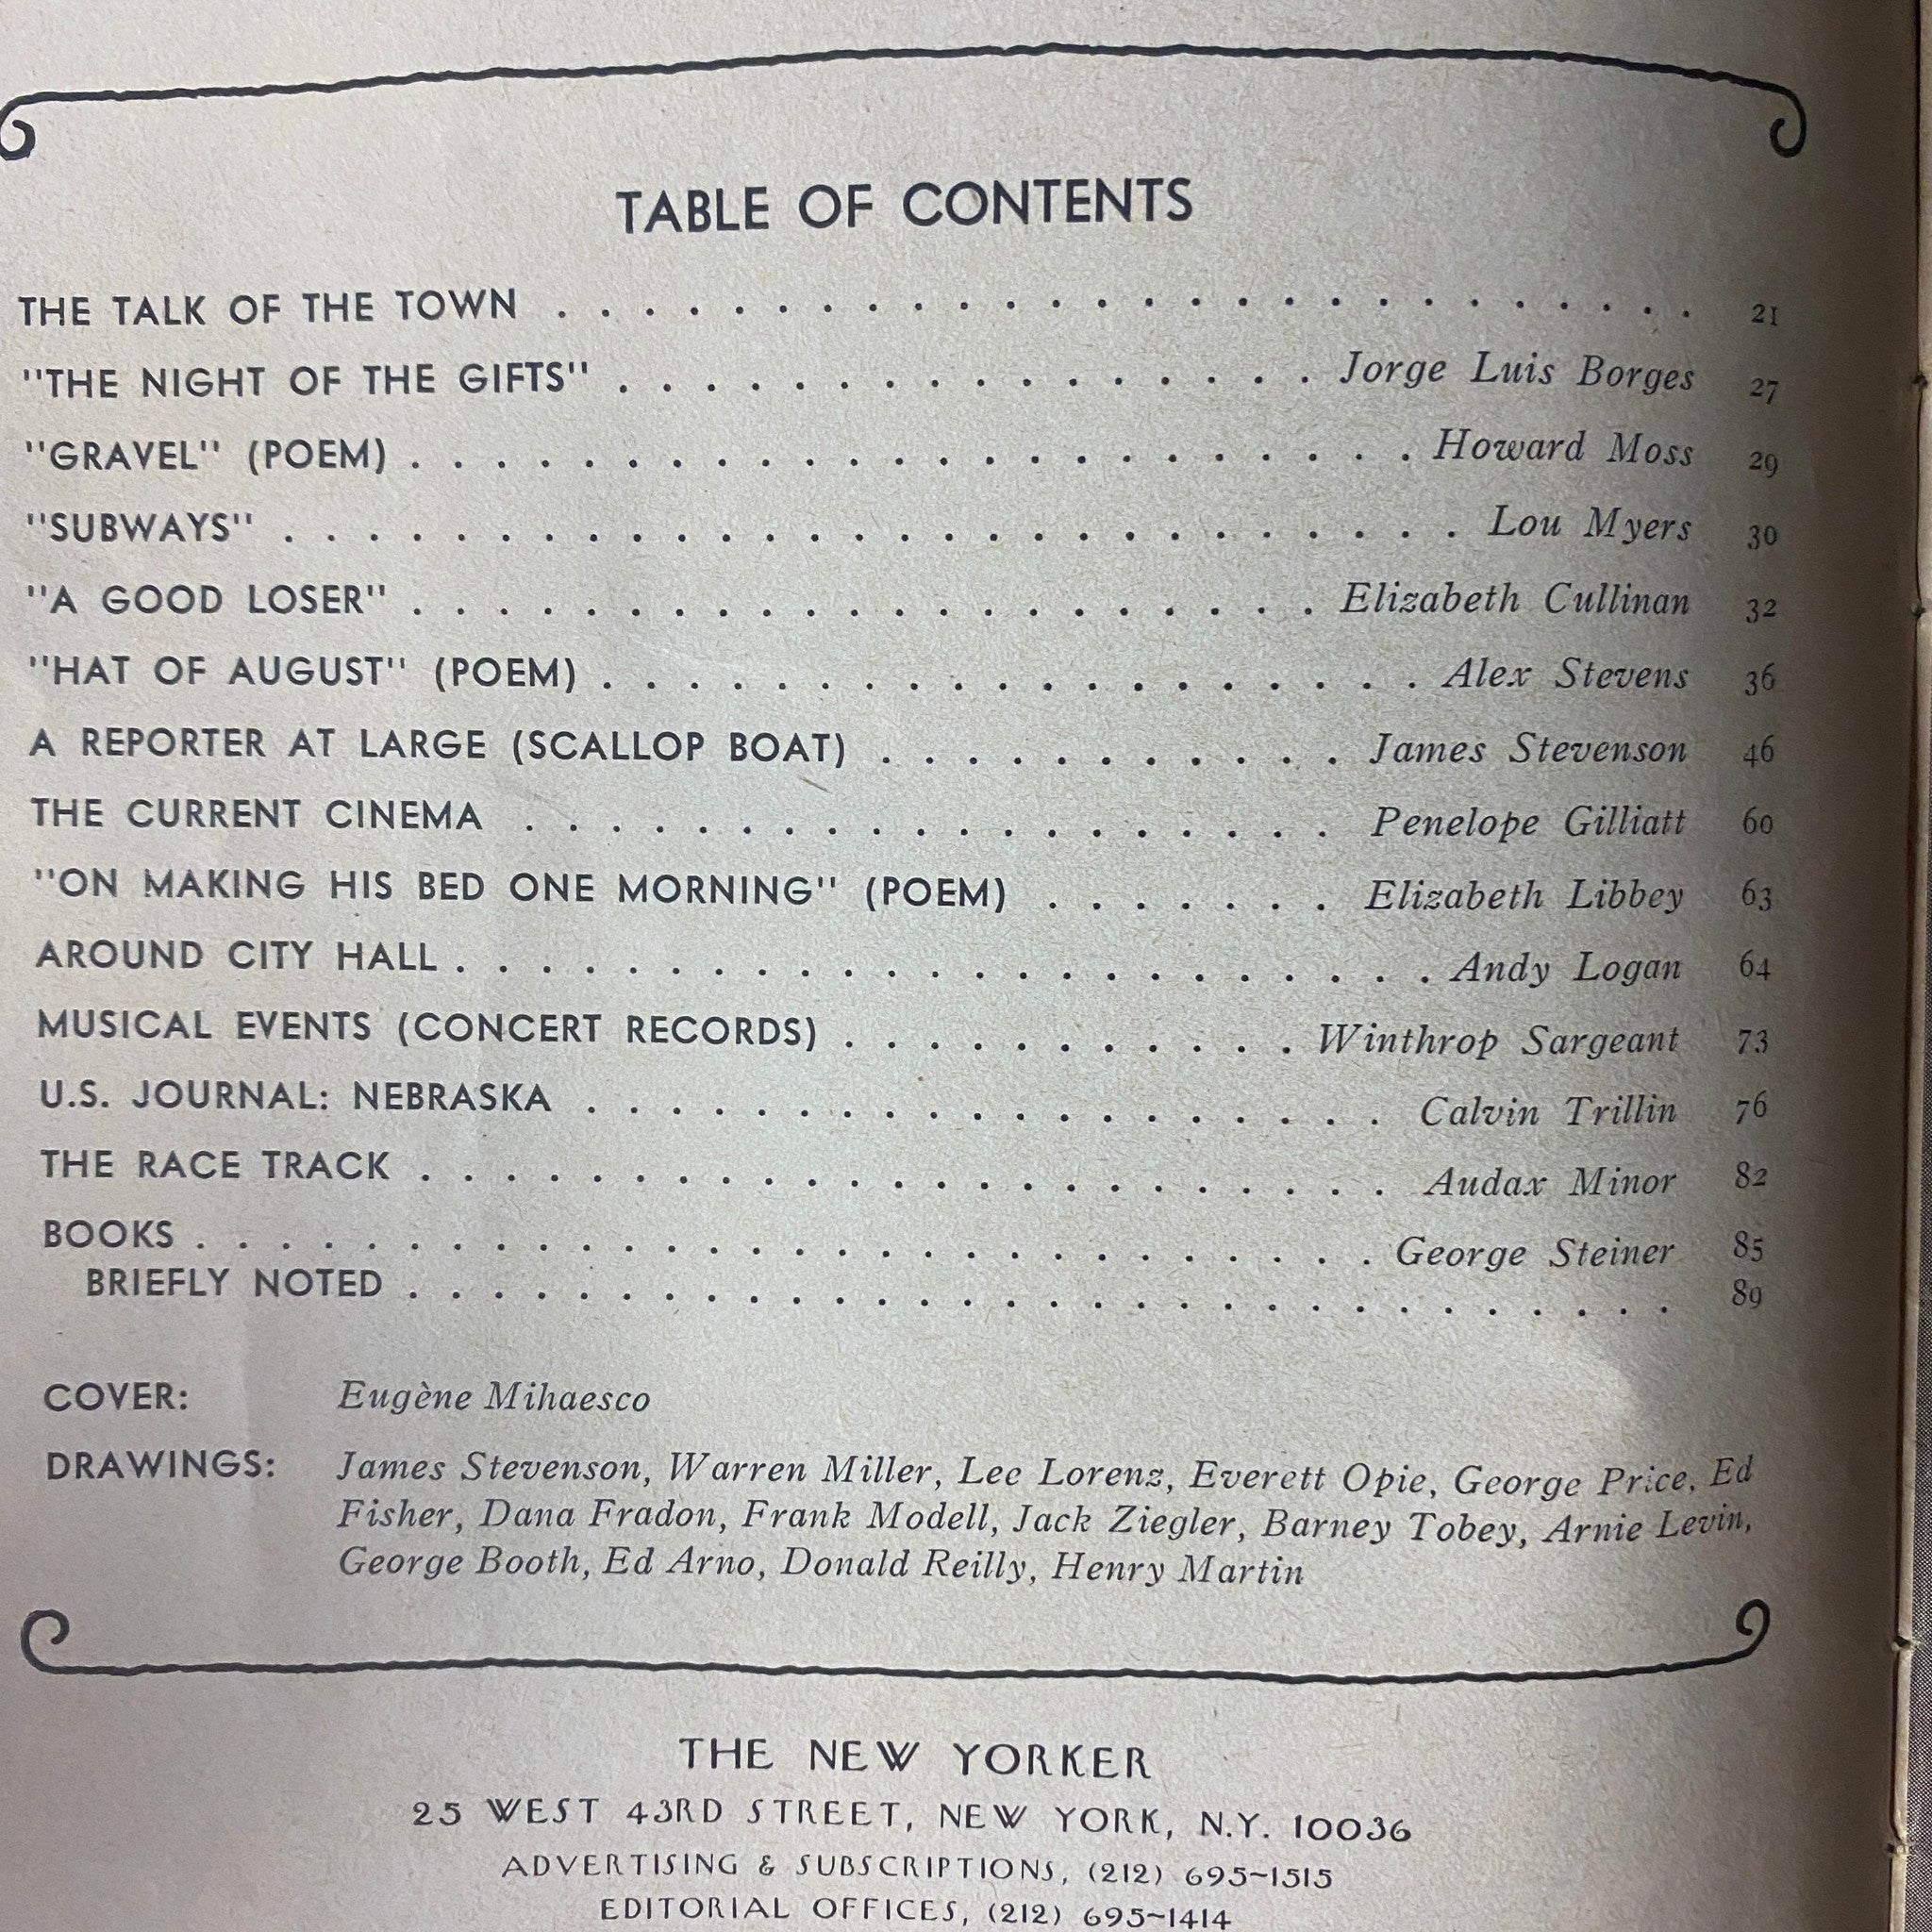 TABLE OF CONTENTS
THE TALK OF THE TOWN . . . . . . . . . . . . . . . . . . . . . . . . . . . 21
"THE NIGHT OF THE GIFTS" . . . . . . . . . . . . . . . . . Jorge Luis Borges 27
"GRAVEL" (POEM) . . . . . . . . . . . . . . . . . . . . . . . . Howard Moss 29
"SUBWAYS" . . . . . . . . . . . . . . . . . . . . . . . . . . . . Lou Myers 30
"A GOOD LOSER" . . . . . . . . . . . . . . . . . . . . . . Elizabeth Cullinan 32
"HAT OF AUGUST" (POEM) . . . . . . . . . . . . . . . . . . . . Alex Stevens 36
A REPORTER AT LARGE (SCALLOP BOAT) . . . . . . . . . . . James Stevenson 46
THE CURRENT CINEMA . . . . . . . . . . . . . . . . . . . Penelope Gilliatt 60
"ON MAKING HIS BED ONE MORNING" (POEM) . . . . . . . Elizabeth Libbey 63
AROUND CITY HALL . . . . . . . . . . . . . . . . . . . . . . . Andy Logan 64
MUSICAL EVENTS (CONCERT RECORDS) . . . . . . . . . . . Winthrop Sargeant 73
U.S. JOURNAL: NEBRASKA . . . . . . . . . . . . . . . . . . . Calvin Trillin 76
THE RACE TRACK . . . . . . . . . . . . . . . . . . . . . . . Audax Minor 82
BOOKS . . . . . . . . . . . . . . . . . . . . . . . . . . . . George Steiner 85
BRIEFLY NOTED . . . . . . . . . . . . . . . . . . . . . . . . . . . . . . 89
COVER: Eugène Mihaesco
DRAWINGS: James Stevenson, Warren Miller, Lee Lorenz, Everett Opie, George Price, Ed
Fisher, Dana Fradon, Frank Modell, Jack Ziegler, Barney Tobey, Arnie Levin,
George Booth, Ed Arno, Donald Reilly, Henry Martin
THE NEW YORKER
25 WEST 43RD STREET, NEW YORK, N.Y. 10036
ADVERTISING & SUBSCRIPTIONS, (212) 695~1515
EDITORIAL OFFICES, (212) 695~1414